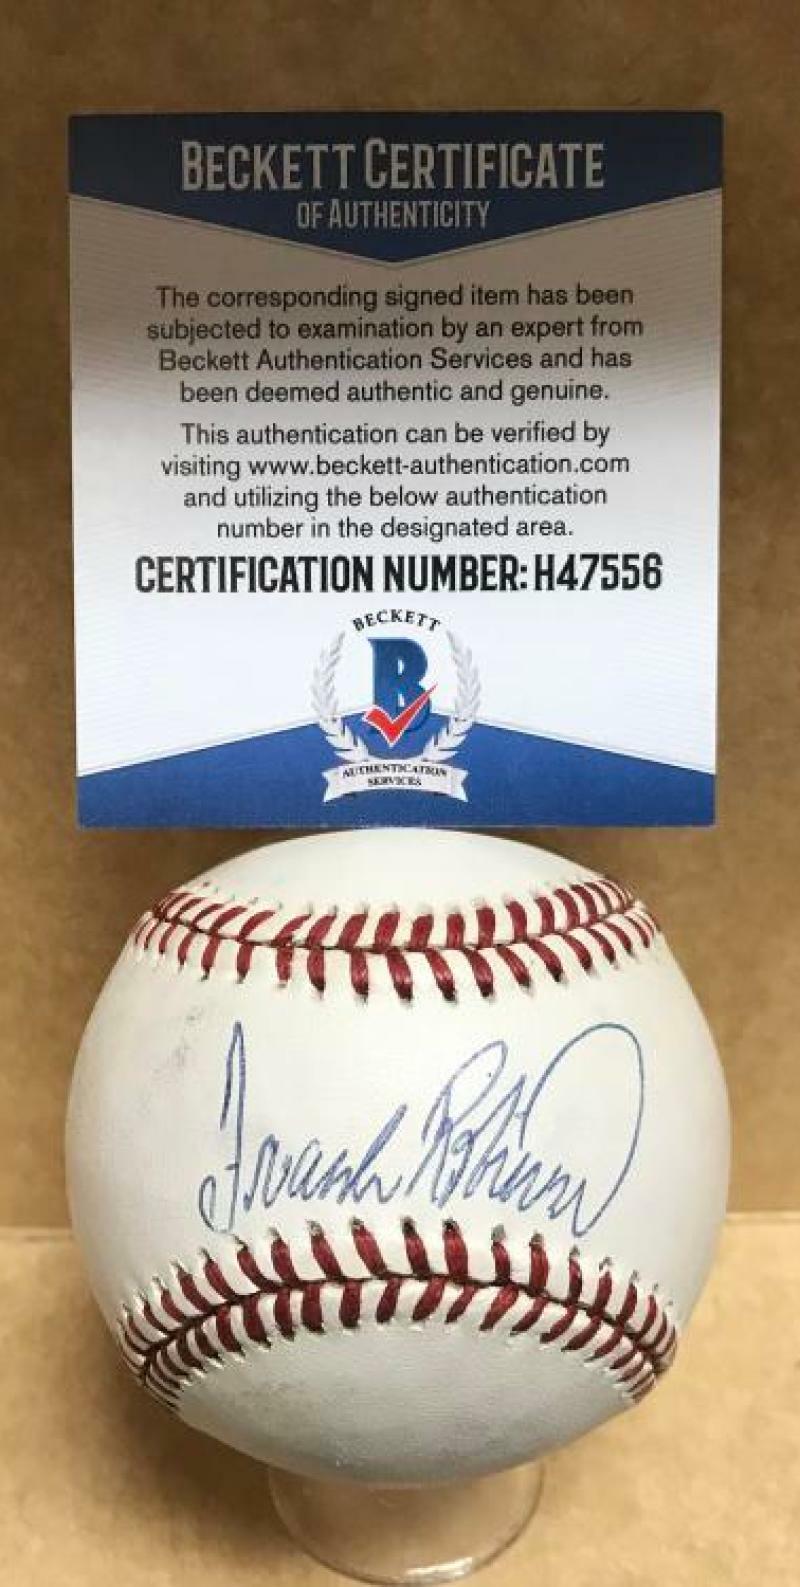 BECKETT CERTIFICATE
OF AUTHENTICITY
The corresponding signed item has been
subjected to examination by an expert from
Beckett Authentication Services and has
been deemed authentic and genuine.
This authentication can be verified by
visiting www.beckett-authentication.com
and utilizing the below authentication
number in the designated area.
CERTIFICATION NUMBER: H47556
BECKETT
B
AUTHENTICATION
SERVICES
Frank Robinson